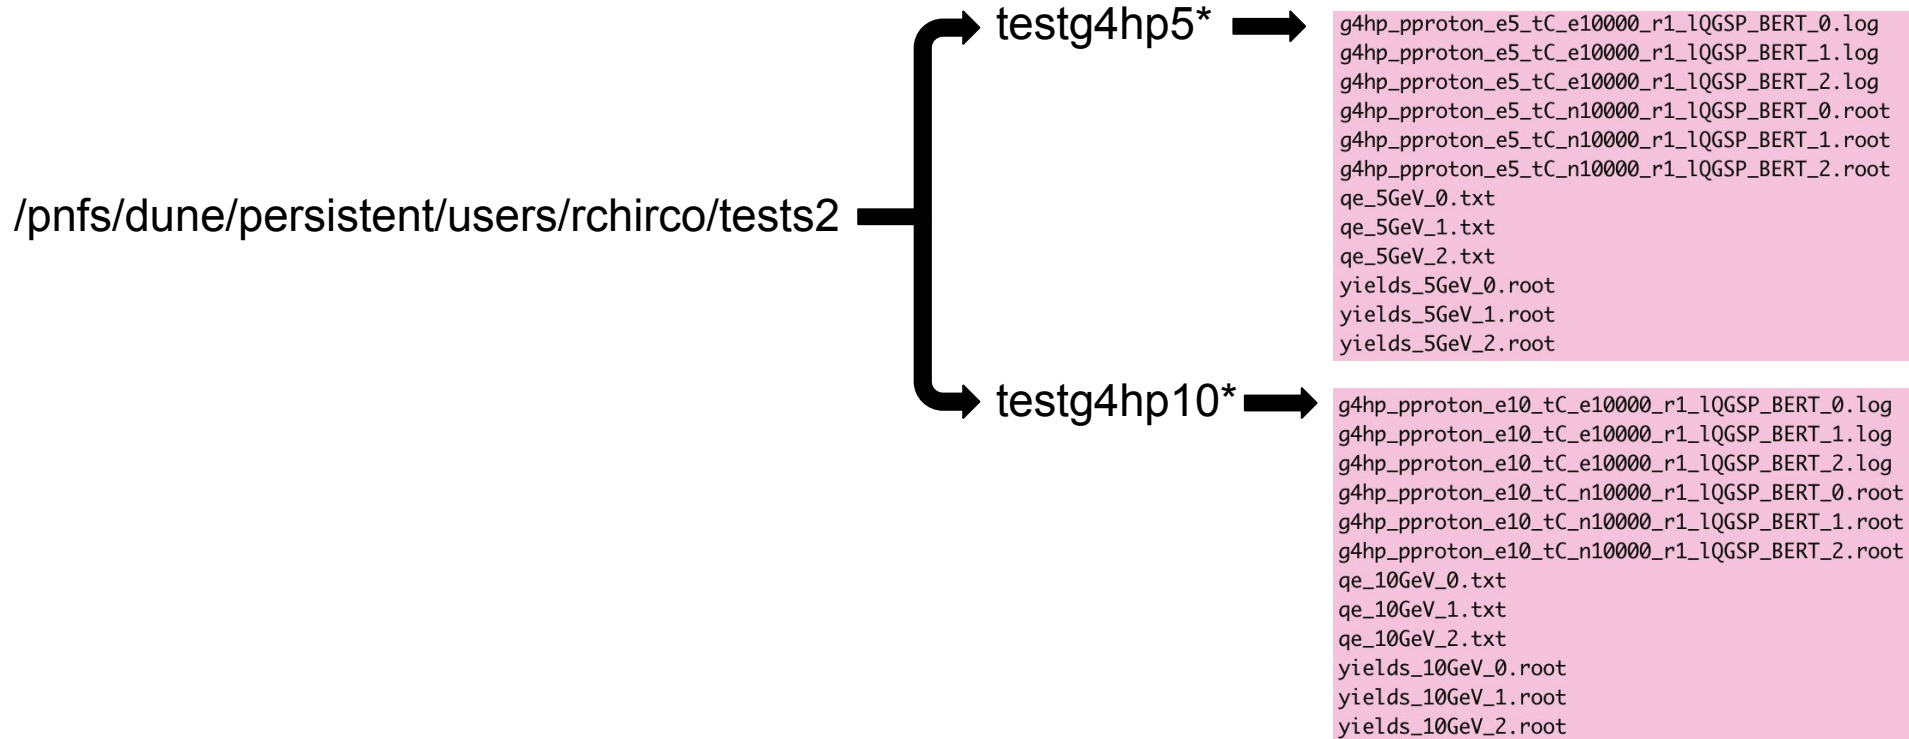 /pnfs/dune/persistent/users/rchirco/tests2
testg4hp5*
g4hp_pproton_e5_tC_e10000_r1_lQGSP_BERT_0.log
g4hp_pproton_e5_tC_e10000_r1_lQGSP_BERT_1.log
g4hp_pproton_e5_tC_e10000_r1_lQGSP_BERT_2.log
g4hp_pproton_e5_tC_n10000_r1_lQGSP_BERT_0.root
g4hp_pproton_e5_tC_n10000_r1_lQGSP_BERT_1.root
g4hp_pproton_e5_tC_n10000_r1_lQGSP_BERT_2.root
qe_5GeV_0.txt
qe_5GeV_1.txt
qe_5GeV_2.txt
yields_5GeV_0.root
yields_5GeV_1.root
yields_5GeV_2.root
testg4hp10*
g4hp_pproton_e10_tC_e10000_r1_lQGSP_BERT_0.log
g4hp_pproton_e10_tC_e10000_r1_lQGSP_BERT_1.log
g4hp_pproton_e10_tC_e10000_r1_lQGSP_BERT_2.log
g4hp_pproton_e10_tC_n10000_r1_lQGSP_BERT_0.root
g4hp_pproton_e10_tC_n10000_r1_lQGSP_BERT_1.root
g4hp_pproton_e10_tC_n10000_r1_lQGSP_BERT_2.root
qe_10GeV_0.txt
qe_10GeV_1.txt
qe_10GeV_2.txt
yields_10GeV_0.root
yields_10GeV_1.root
yields_10GeV_2.root